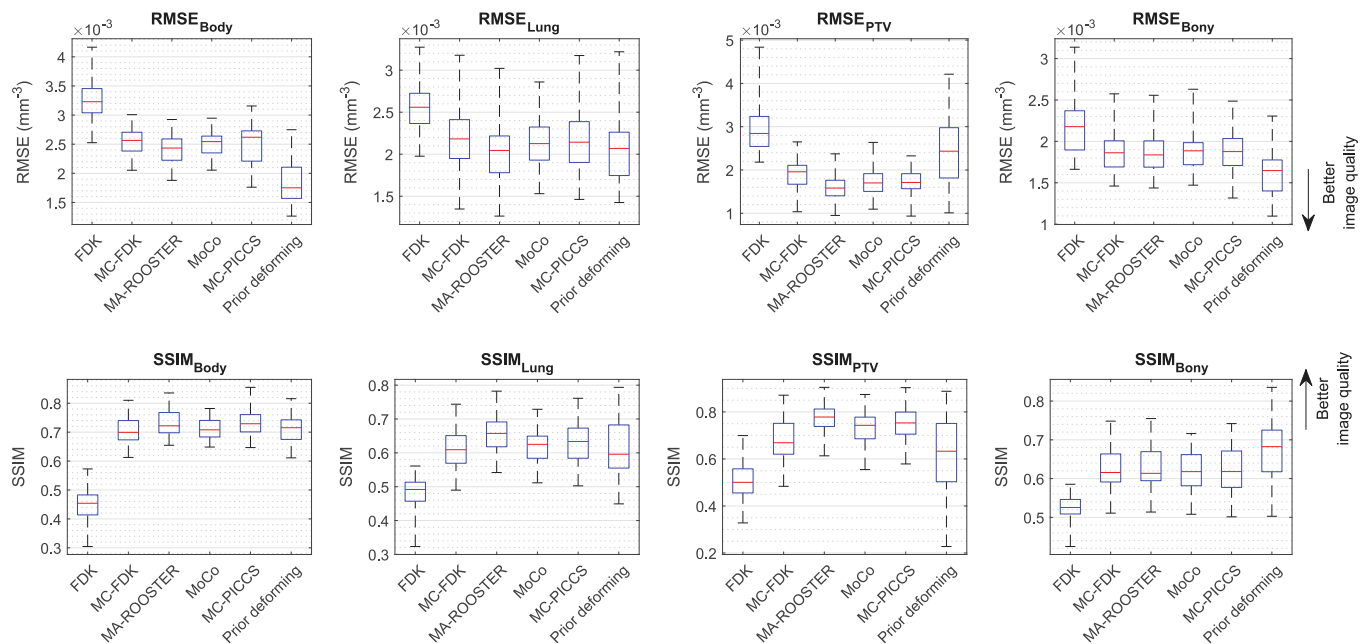 RMSE_Body
×10^-3
RMSE (mm^-3)
4
3.5
3
2.5
2
1.5
FDK
MC-FDK
MA-ROOSTER
MoCo
MC-PICCS
Prior deforming
RMSE_Lung
×10^-3
RMSE (mm^-3)
3
2.5
2
1.5
FDK
MC-FDK
MA-ROOSTER
MoCo
MC-PICCS
Prior deforming
RMSE_PTV
×10^-3
RMSE (mm^-3)
5
4
3
2
1
FDK
MC-FDK
MA-ROOSTER
MoCo
MC-PICCS
Prior deforming
RMSE_Bony
×10^-3
RMSE (mm^-3)
3
2.5
2
1.5
1
FDK
MC-FDK
MA-ROOSTER
MoCo
MC-PICCS
Prior deforming
Better
image quality
SSIM_Body
SSIM
0.8
0.7
0.6
0.5
0.4
0.3
FDK
MC-FDK
MA-ROOSTER
MoCo
MC-PICCS
Prior deforming
SSIM_Lung
SSIM
0.8
0.7
0.6
0.5
0.4
0.3
FDK
MC-FDK
MA-ROOSTER
MoCo
MC-PICCS
Prior deforming
SSIM_PTV
SSIM
0.8
0.6
0.4
0.2
FDK
MC-FDK
MA-ROOSTER
MoCo
MC-PICCS
Prior deforming
SSIM_Bony
SSIM
0.8
0.7
0.6
0.5
FDK
MC-FDK
MA-ROOSTER
MoCo
MC-PICCS
Prior deforming
Better
image quality